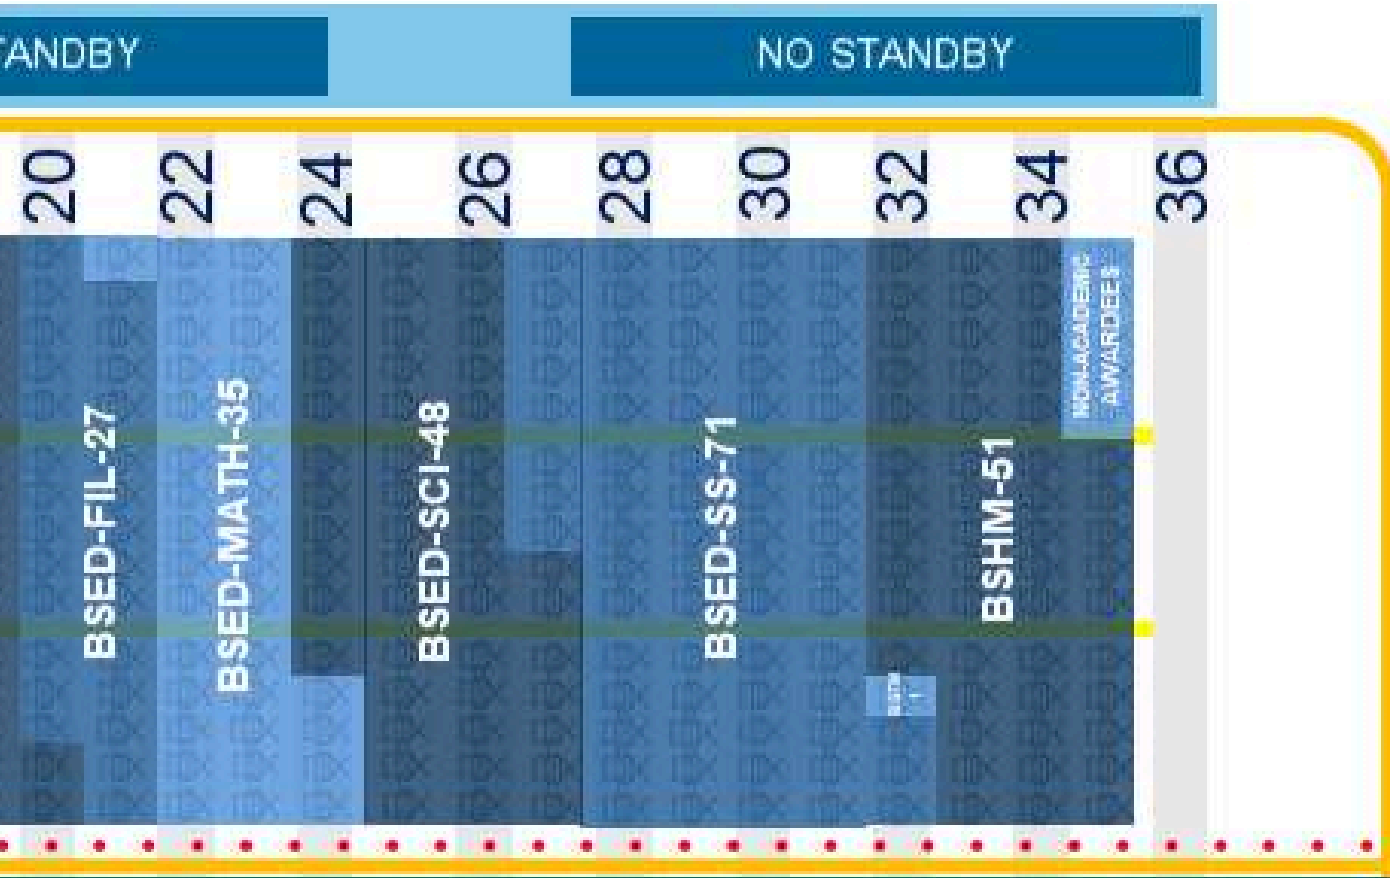 TANDBY
NO STANDBY
20
22
24
26
28
30
32
34
36
BSED-FIL-27
BSED-MATH-35
BSED-SCI-48
BSED-SS-71
BSHM-51
NON-ACADEMIC
AWARDEES